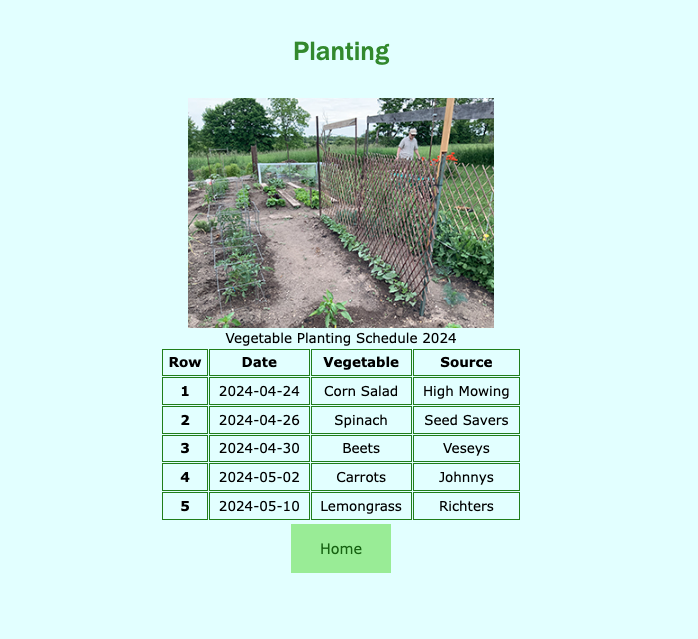 Planting
Vegetable Planting Schedule 2024
Row Date Vegetable Source
1 2024-04-24 Corn Salad High Mowing
2 2024-04-26 Spinach Seed Savers
3 2024-04-30 Beets Veseys
4 2024-05-02 Carrots Johnnys
5 2024-05-10 Lemongrass Richters
Home